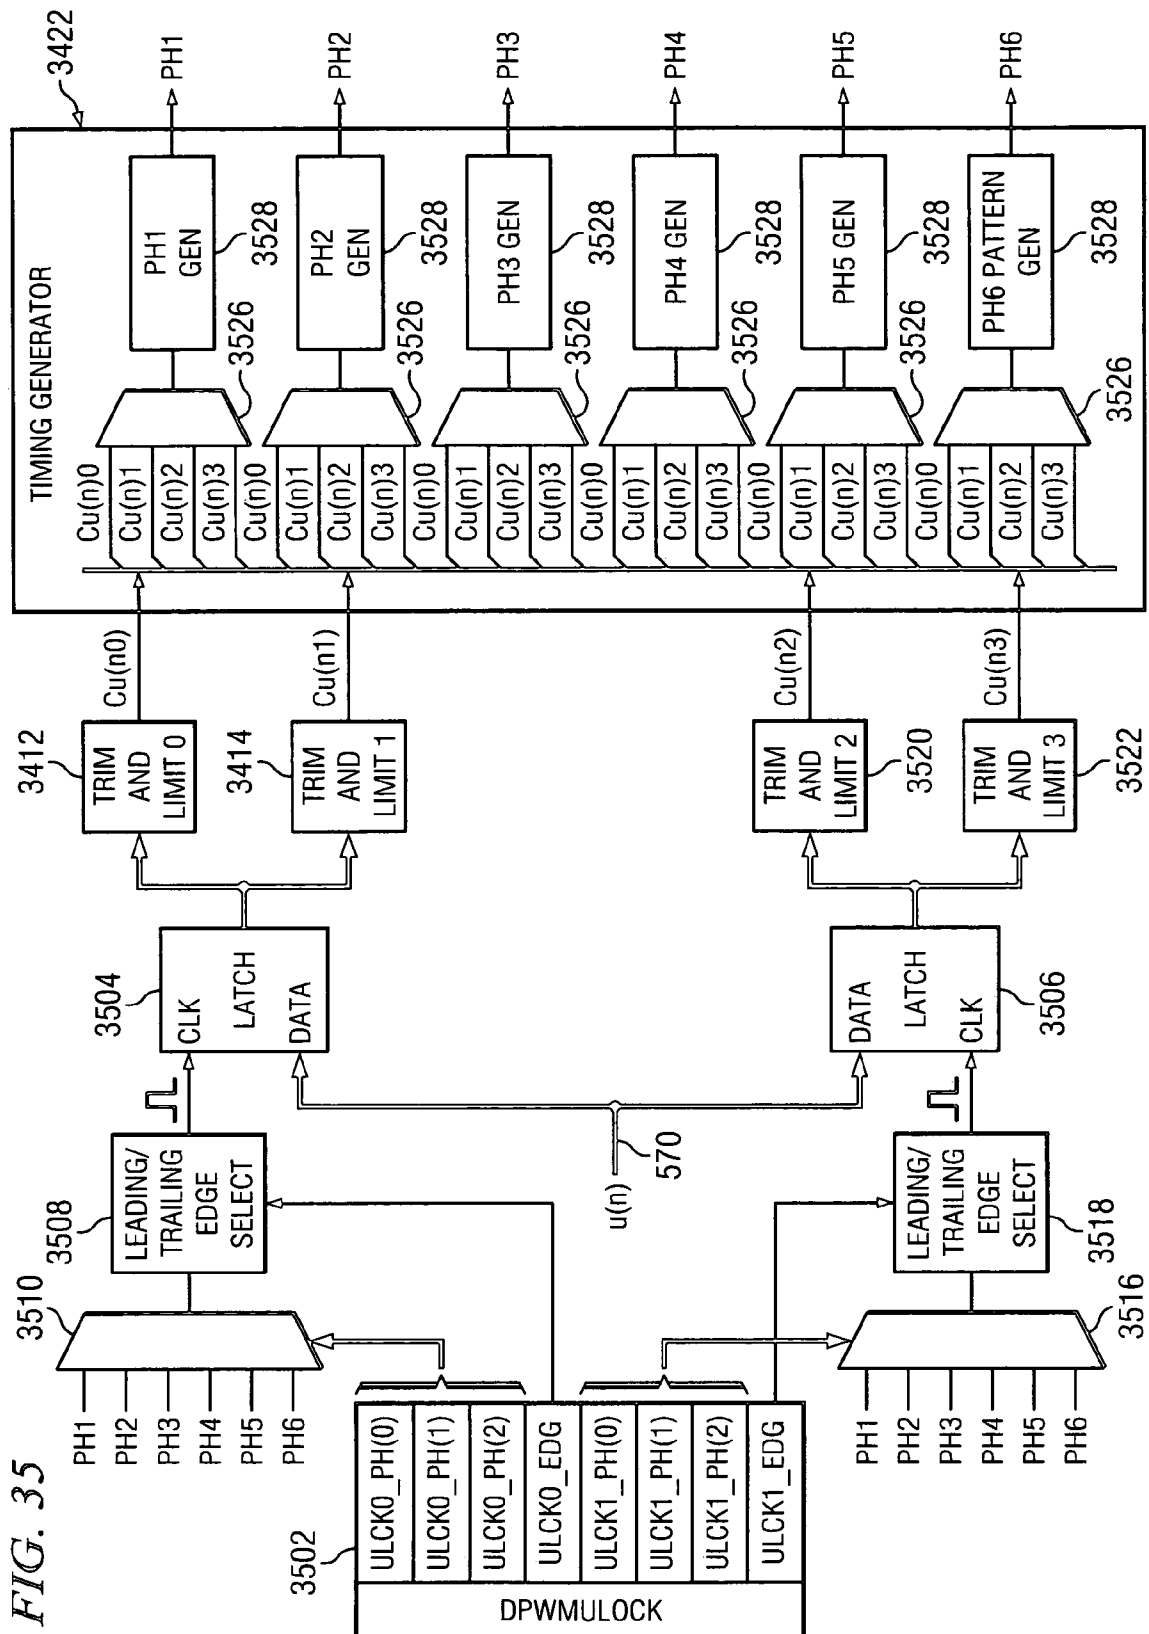 FIG. 35
3502
DPWMULOCK
ULCK0_PH(0)
ULCK0_PH(1)
ULCK0_PH(2)
ULCK0_EDG
ULCK1_PH(0)
ULCK1_PH(1)
ULCK1_PH(2)
ULCK1_EDG
PH1
PH2
PH3
PH4
PH5
PH6
3510
PH1
PH2
PH3
PH4
PH5
PH6
3516
3508
LEADING/
TRAILING
EDGE
SELECT
LEADING/
TRAILING
EDGE
SELECT
3518
u(n)
570
3504
CLK
LATCH
DATA
DATA
LATCH
CLK
3506
3412
TRIM
AND
LIMIT 0
3414
TRIM
AND
LIMIT 1
TRIM
AND
LIMIT 2
3520
TRIM
AND
LIMIT 3
3522
Cu(n0)
Cu(n1)
Cu(n2)
Cu(n3)
TIMING GENERATOR
3422
Cu(n)0
Cu(n)1
Cu(n)2
Cu(n)3
Cu(n)0
Cu(n)1
Cu(n)2
Cu(n)3
Cu(n)0
Cu(n)1
Cu(n)2
Cu(n)3
Cu(n)0
Cu(n)1
Cu(n)2
Cu(n)3
Cu(n)0
Cu(n)1
Cu(n)2
Cu(n)3
Cu(n)0
Cu(n)1
Cu(n)2
Cu(n)3
3526
3526
3526
3526
3526
3526
PH1
GEN
3528
PH2
GEN
3528
PH3 GEN
3528
PH4 GEN
3528
PH5 GEN
3528
PH6 PATTERN
GEN
3528
PH1
PH2
PH3
PH4
PH5
PH6